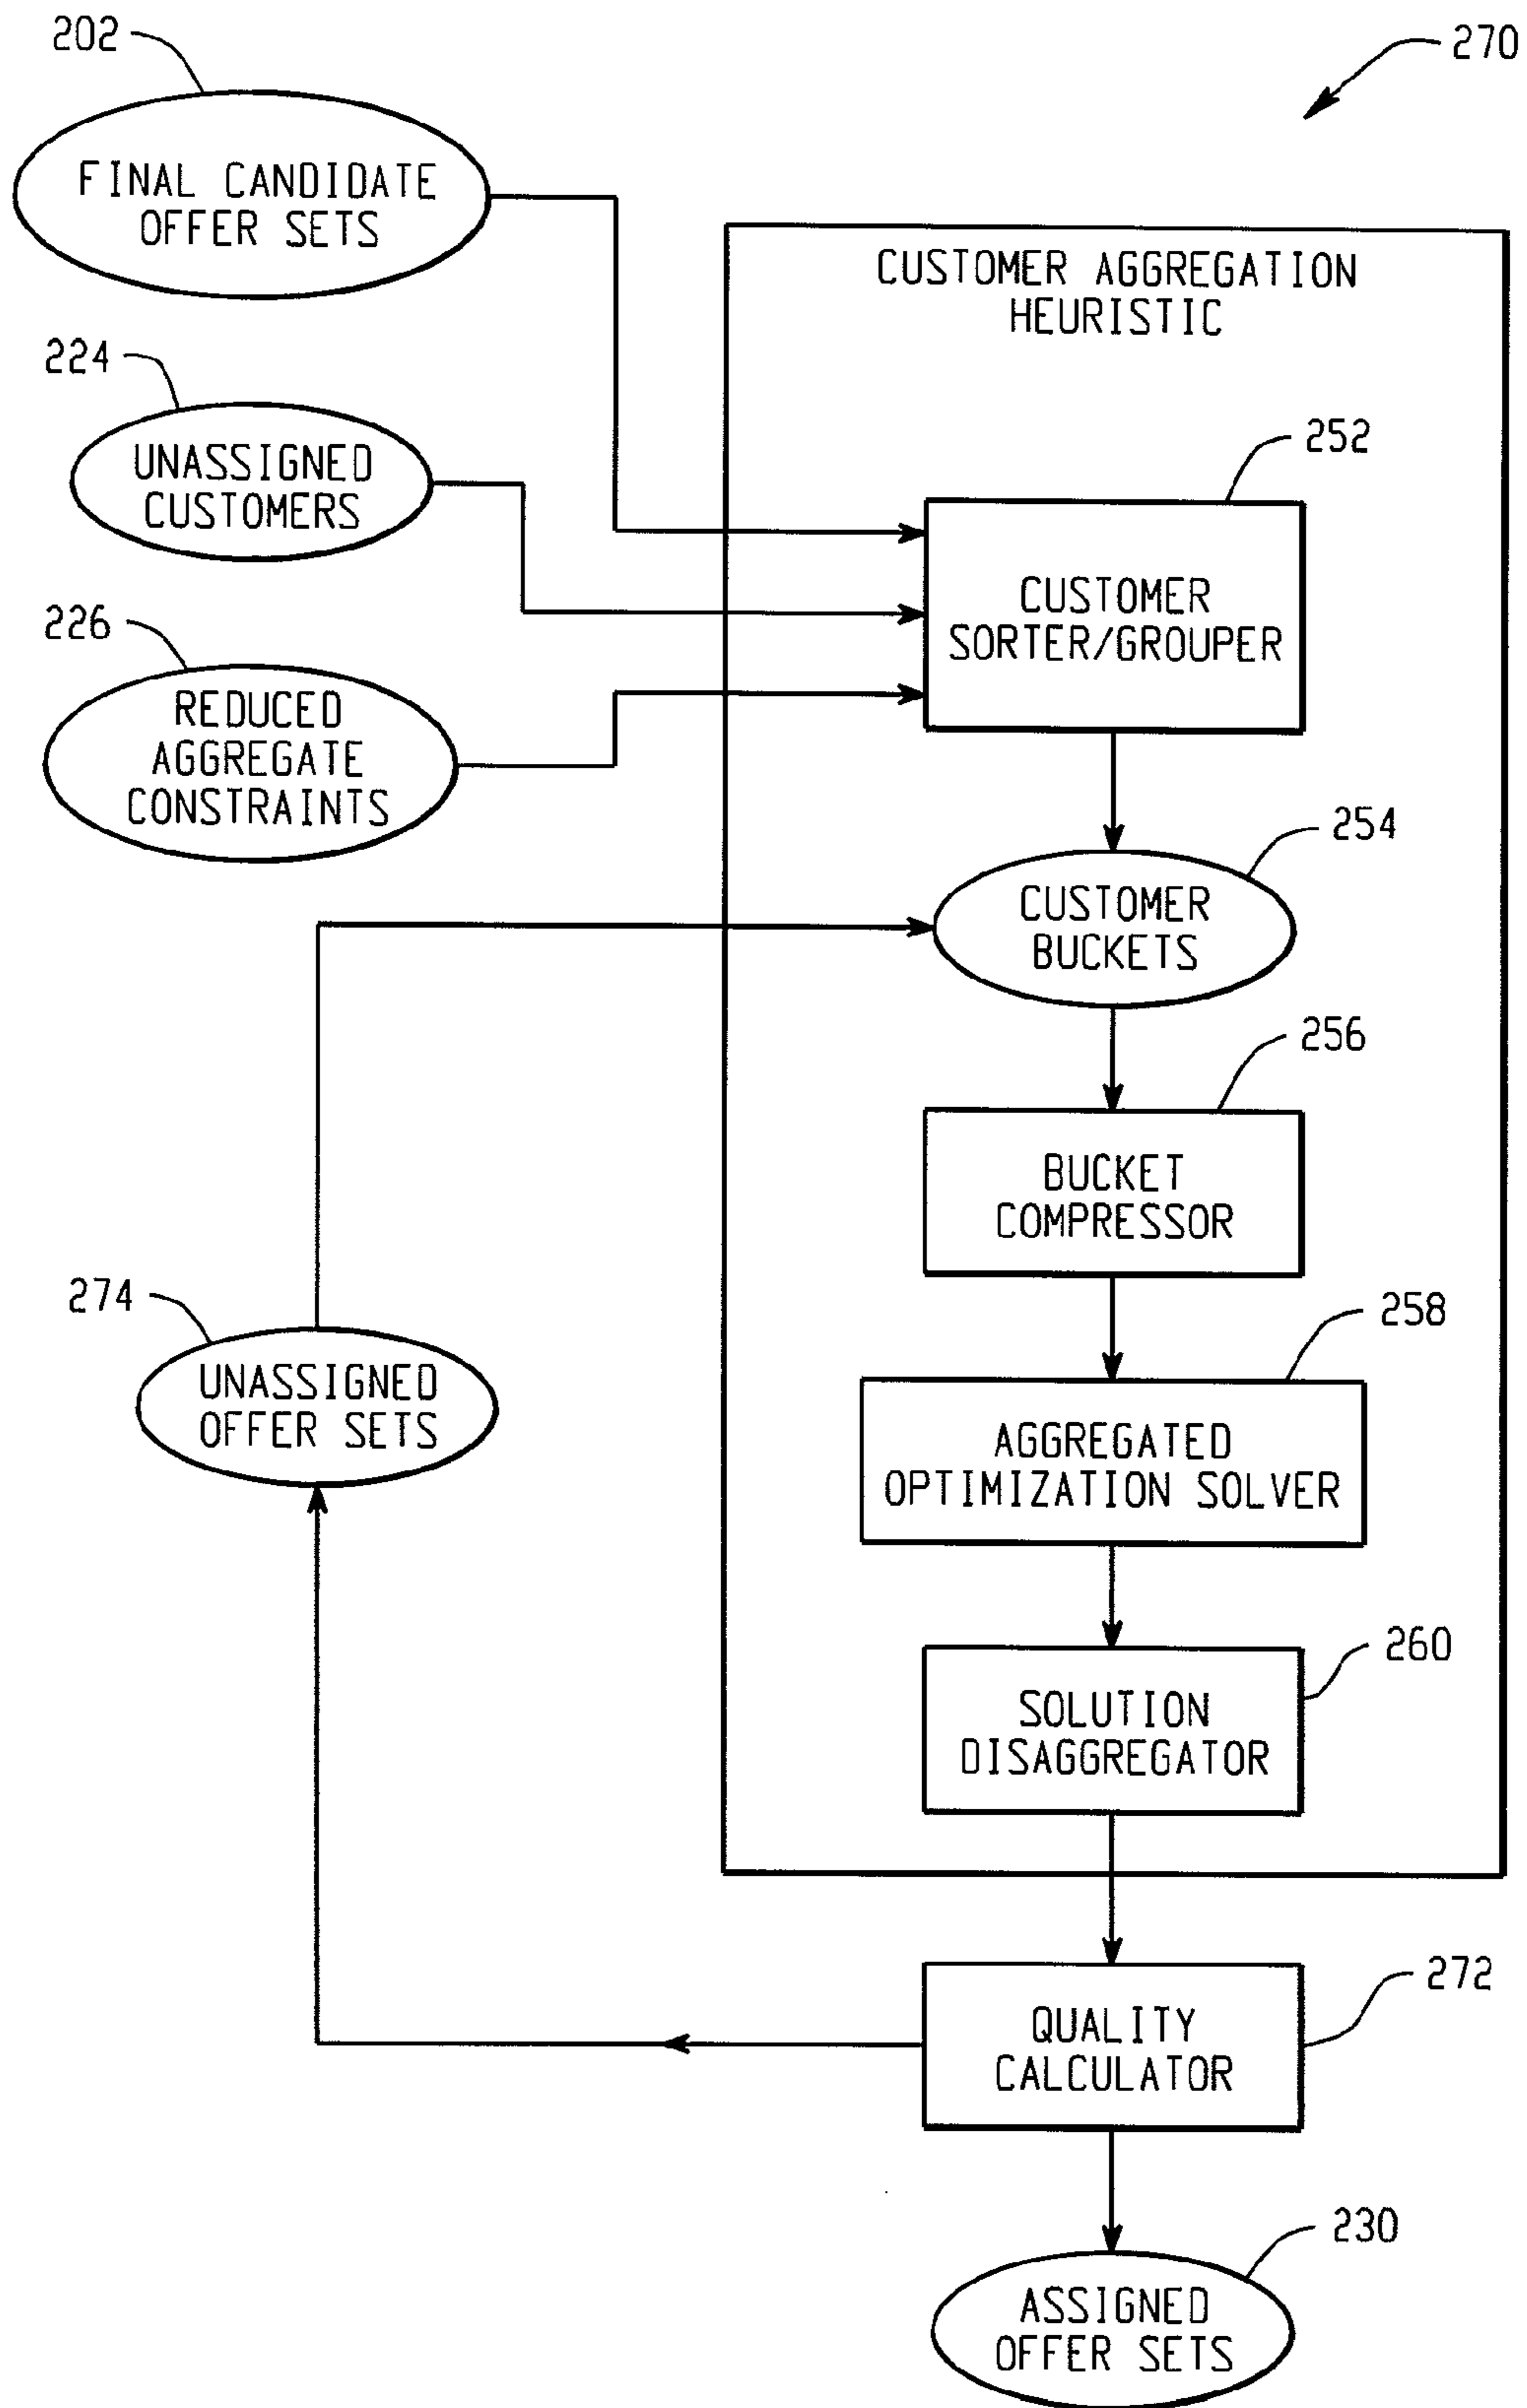 202
270
FINAL CANDIDATE
OFFER SETS
CUSTOMER AGGREGATION
HEURISTIC
224
UNASSIGNED
CUSTOMERS
252
CUSTOMER
SORTER/GROUPER
226
REDUCED
AGGREGATE
CONSTRAINTS
254
CUSTOMER
BUCKETS
256
BUCKET
COMPRESSOR
274
UNASSIGNED
OFFER SETS
258
AGGREGATED
OPTIMIZATION SOLVER
260
SOLUTION
DISAGGREGATOR
272
QUALITY
CALCULATOR
230
ASSIGNED
OFFER SETS